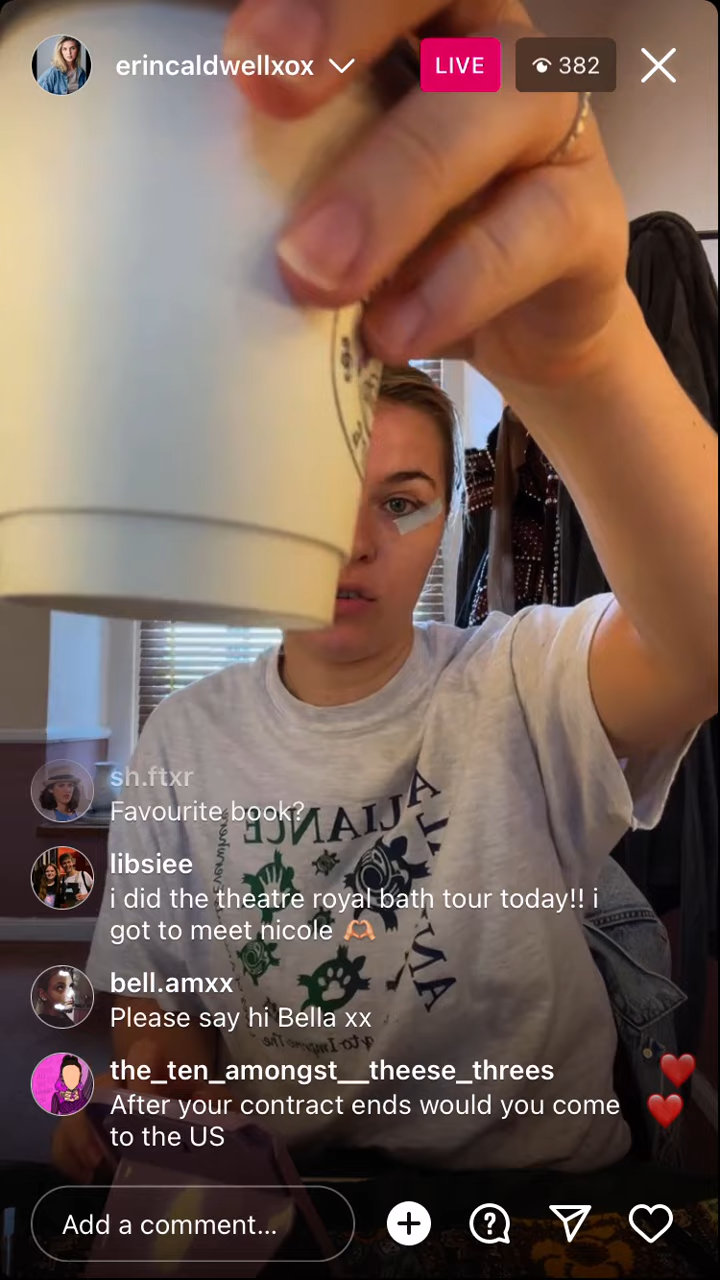 erincaldwellxox
LIVE
382
sh.ftxr
Favourite book?
ALLIANCE
libsiee
i did the theatre royal bath tour today!! i
got to meet nicole 🫶🏻
bell.amxx
Please say hi Bella xx
the_ten_amongst__theese_threes
After your contract ends would you come
to the US
Add a comment...